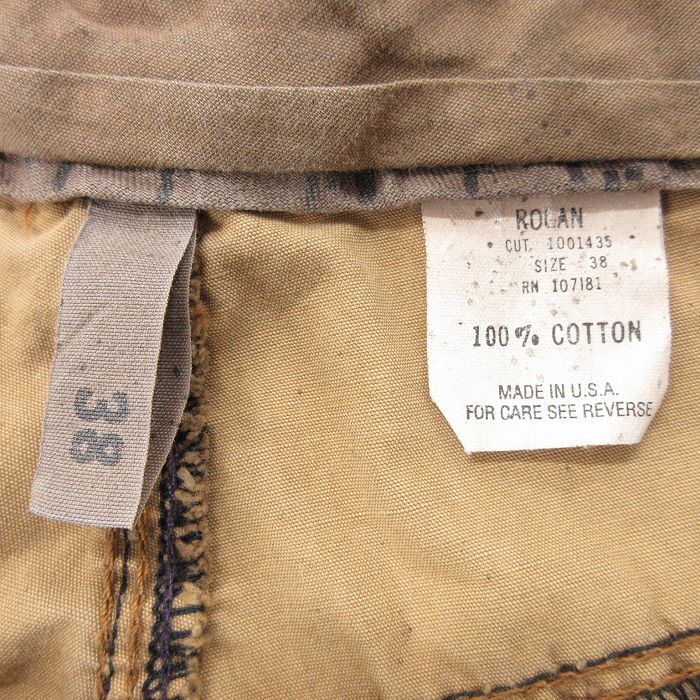 38
ROGAN
CUT. 1001435
SIZE 38
RN 107181
100% COTTON
MADE IN U.S.A.
FOR CARE SEE REVERSE